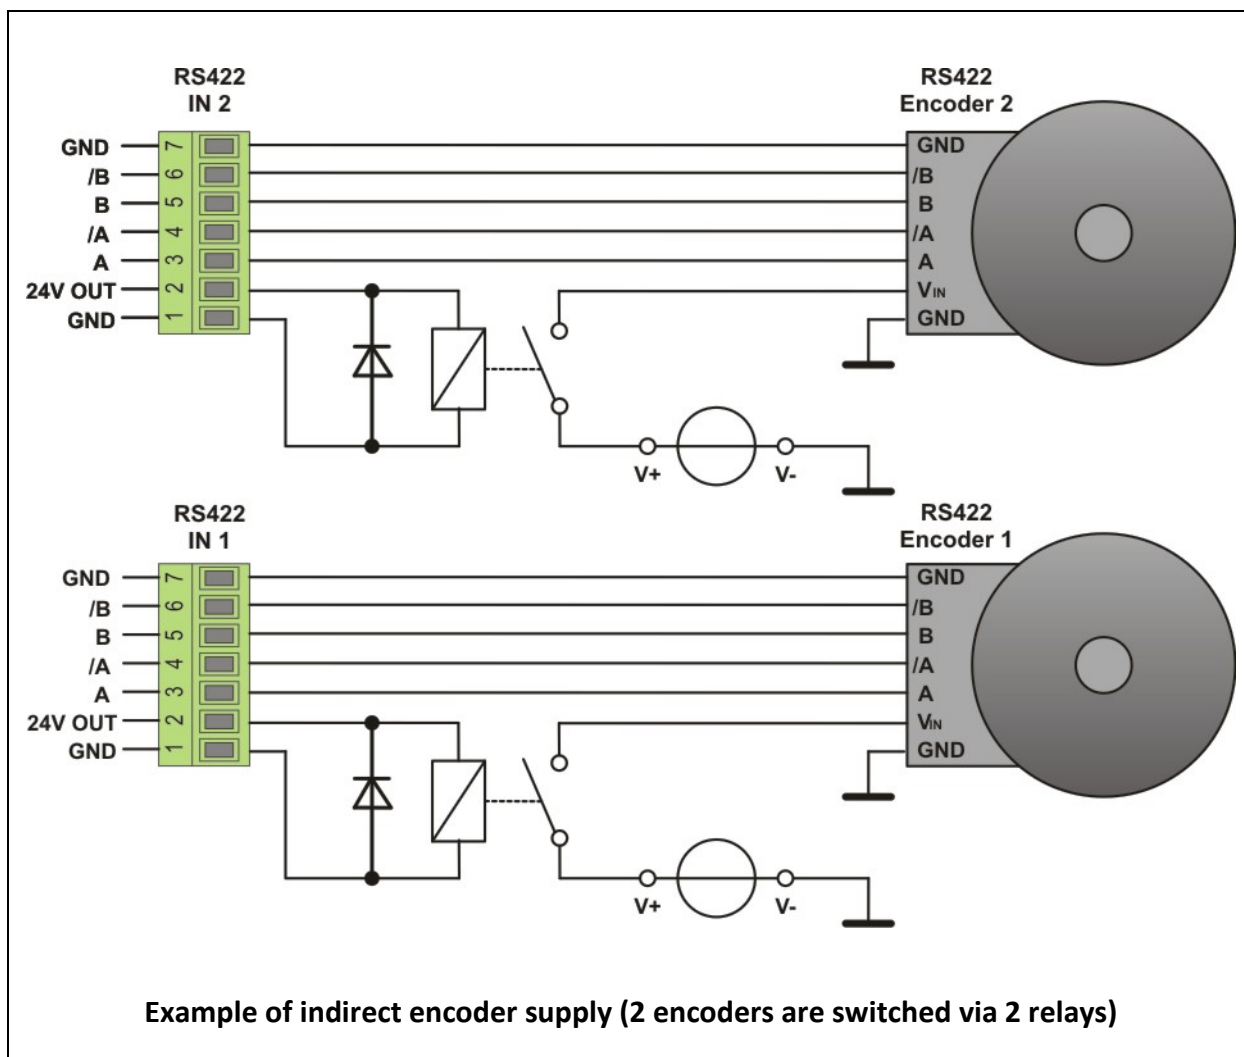 RS422
IN 2
RS422
Encoder 2
GND 7 GND
/B 6 /B
B 5 B
/A 4 /A
A 3 A
24V OUT 2 VIN
GND 1 GND
V+ V-
RS422
IN 1
RS422
Encoder 1
GND 7 GND
/B 6 /B
B 5 B
/A 4 /A
A 3 A
24V OUT 2 VIN
GND 1 GND
V+ V-
Example of indirect encoder supply (2 encoders are switched via 2 relays)